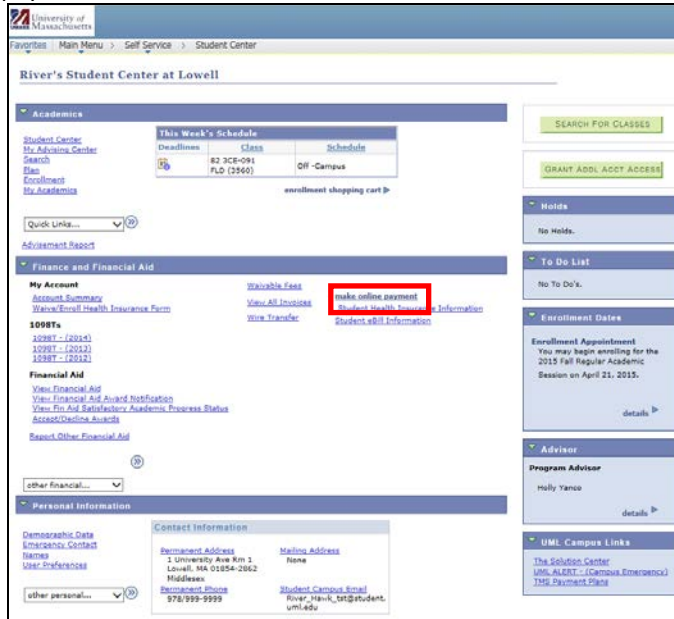 University of
Massachusetts
Favorites Main Menu > Self Service > Student Center
River's Student Center at Lowell
Academics
Student Center
My Advising Center
Search
Plan
Enrollment
My Academics
This Week's Schedule
Deadlines Class Schedule
82 3CE-091
FLD (3560)
Off -Campus
enrollment shopping cart
Quick Links...
Advisement Report
Finance and Financial Aid
My Account
Account Summary
Waive/Enroll Health Insurance Form
1098Ts
1098T - (2014)
1098T - (2013)
1098T - (2012)
Financial Aid
View Financial Aid
View Financial Aid Award Notification
View Fin Aid Satisfactory Academic Progress Status
Accept/Decline Awards
Report Other Financial Aid
other financial...
Waivable Fees
View All Invoices
Wire Transfer
make online payment
Student Health Insurance Information
Student eBill Information
Personal Information
Demographic Data
Emergency Contact
Names
User Preferences
other personal...
Contact Information
Permanent Address
1 University Ave Rm 1
Lowell, MA 01854-2862
Middlesex
Mailing Address
None
Permanent Phone
978/999-9999
Student Campus Email
River_Hawk_tst@student.
uml.edu
SEARCH FOR CLASSES
GRANT ADDL ACCT ACCESS
Holds
No Holds.
To Do List
No To Do's.
Enrollment Dates
Enrollment Appointment
You may begin enrolling for the
2015 Fall Regular Academic
Session on April 21, 2015.
details
Advisor
Program Advisor
Holly Yanco
details
UML Campus Links
The Solution Center
UML ALERT - (Campus Emergency)
TMS Payment Plans